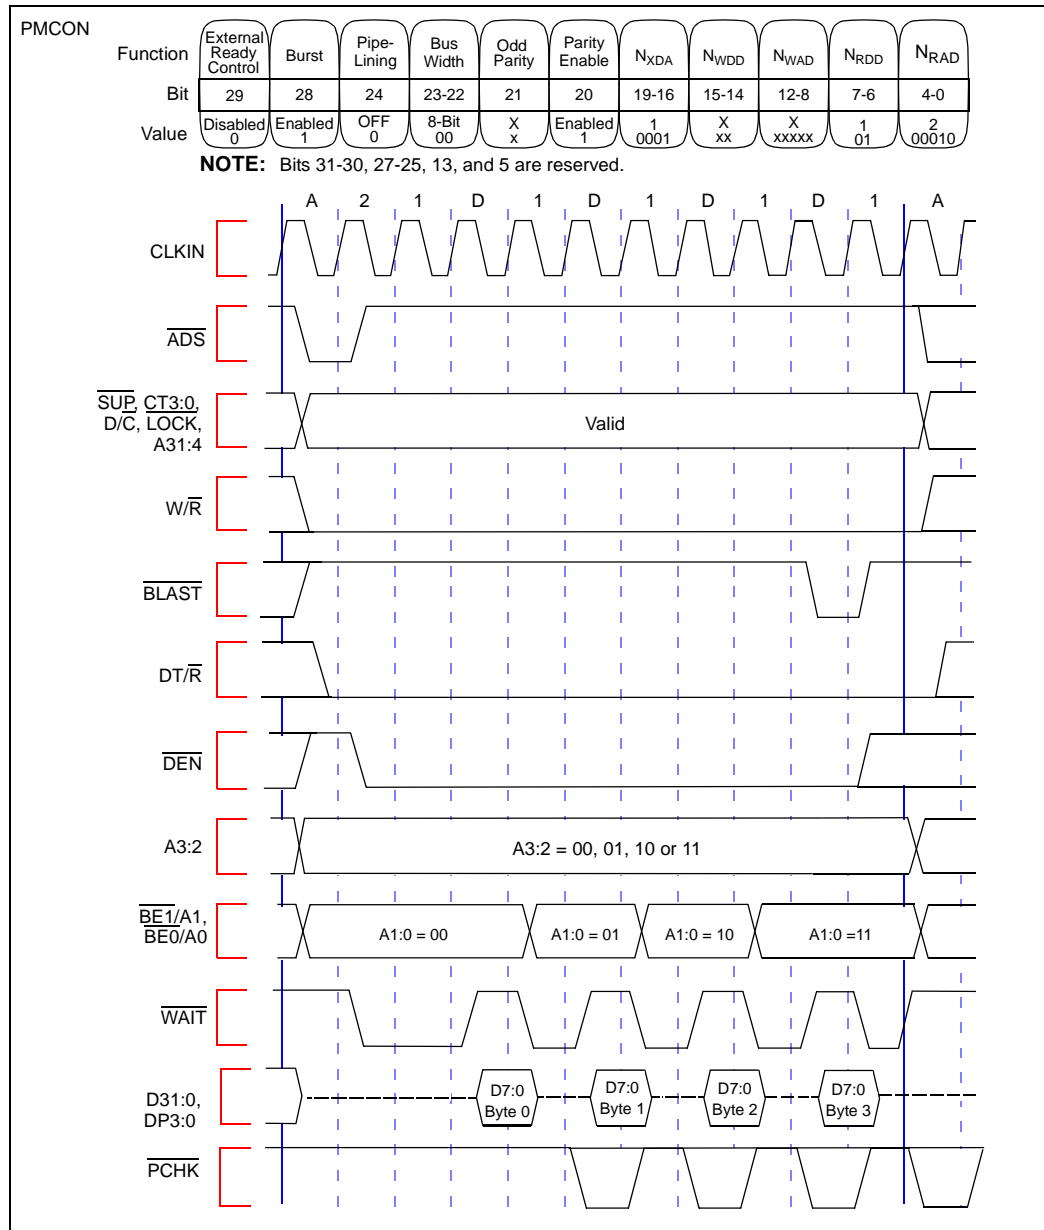 PMCON
Function External Ready Control Burst Pipe-Lining Bus Width Odd Parity Parity Enable NXDA NWDD NWAD NRDD NRAD
Bit 29 28 24 23-22 21 20 19-16 15-14 12-8 7-6 4-0
Value Disabled 0 Enabled 1 OFF 0 8-Bit 00 X x Enabled 1 1 0001 X xx X xxxxx 1 01 2 00010
NOTE: Bits 31-30, 27-25, 13, and 5 are reserved.
A 2 1 D 1 D 1 D 1 D 1 A
CLKIN
ADS
SUP, CT3:0,
D/C, LOCK,
A31:4
Valid
W/R
BLAST
DT/R
DEN
A3:2
A3:2 = 00, 01, 10 or 11
BE1/A1,
BE0/A0
A1:0 = 00 A1:0 = 01 A1:0 = 10 A1:0 =11
WAIT
D31:0,
DP3:0
D7:0 D7:0 D7:0 D7:0
Byte 0 Byte 1 Byte 2 Byte 3
PCHK